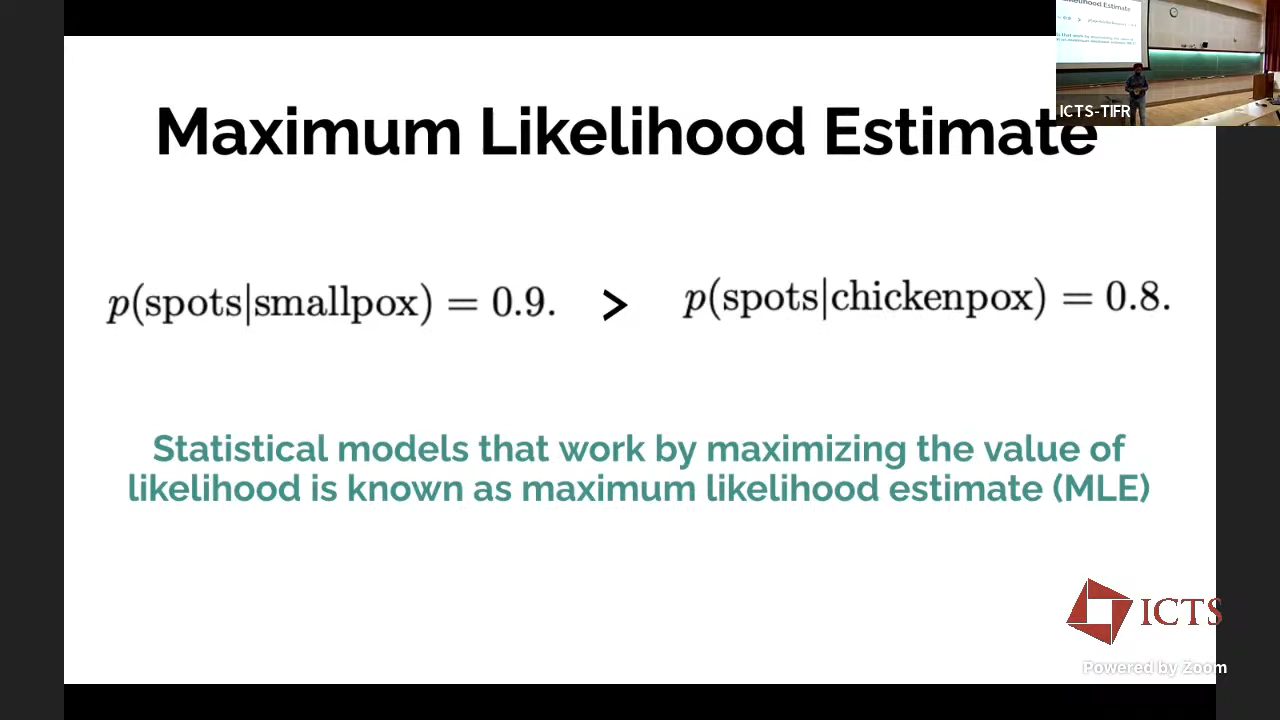 Maximum Likelihood Estimate
p(spots|smallpox) = 0.9. > p(spots|chickenpox) = 0.8.
Statistical models that work by maximizing the value of
likelihood is known as maximum likelihood estimate (MLE)
ICTS-TIFR
ICTS
Powered by Zoom